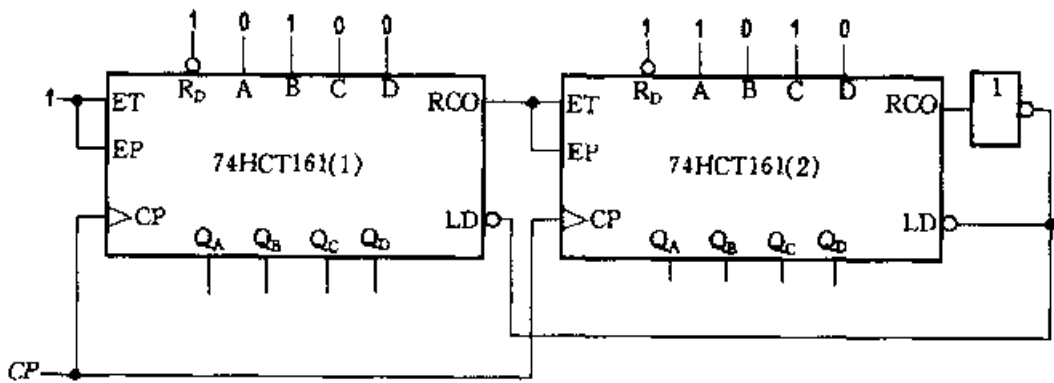 1 0 1 0 0
1 1 0 1 0
R_D A B C D
R_D A B C D
1
ET
RCO
ET
RCO
1
EP
EP
74HCT161(1)
74HCT161(2)
CP
LD
CP
LD
Q_A Q_B Q_C Q_D
Q_A Q_B Q_C Q_D
CP